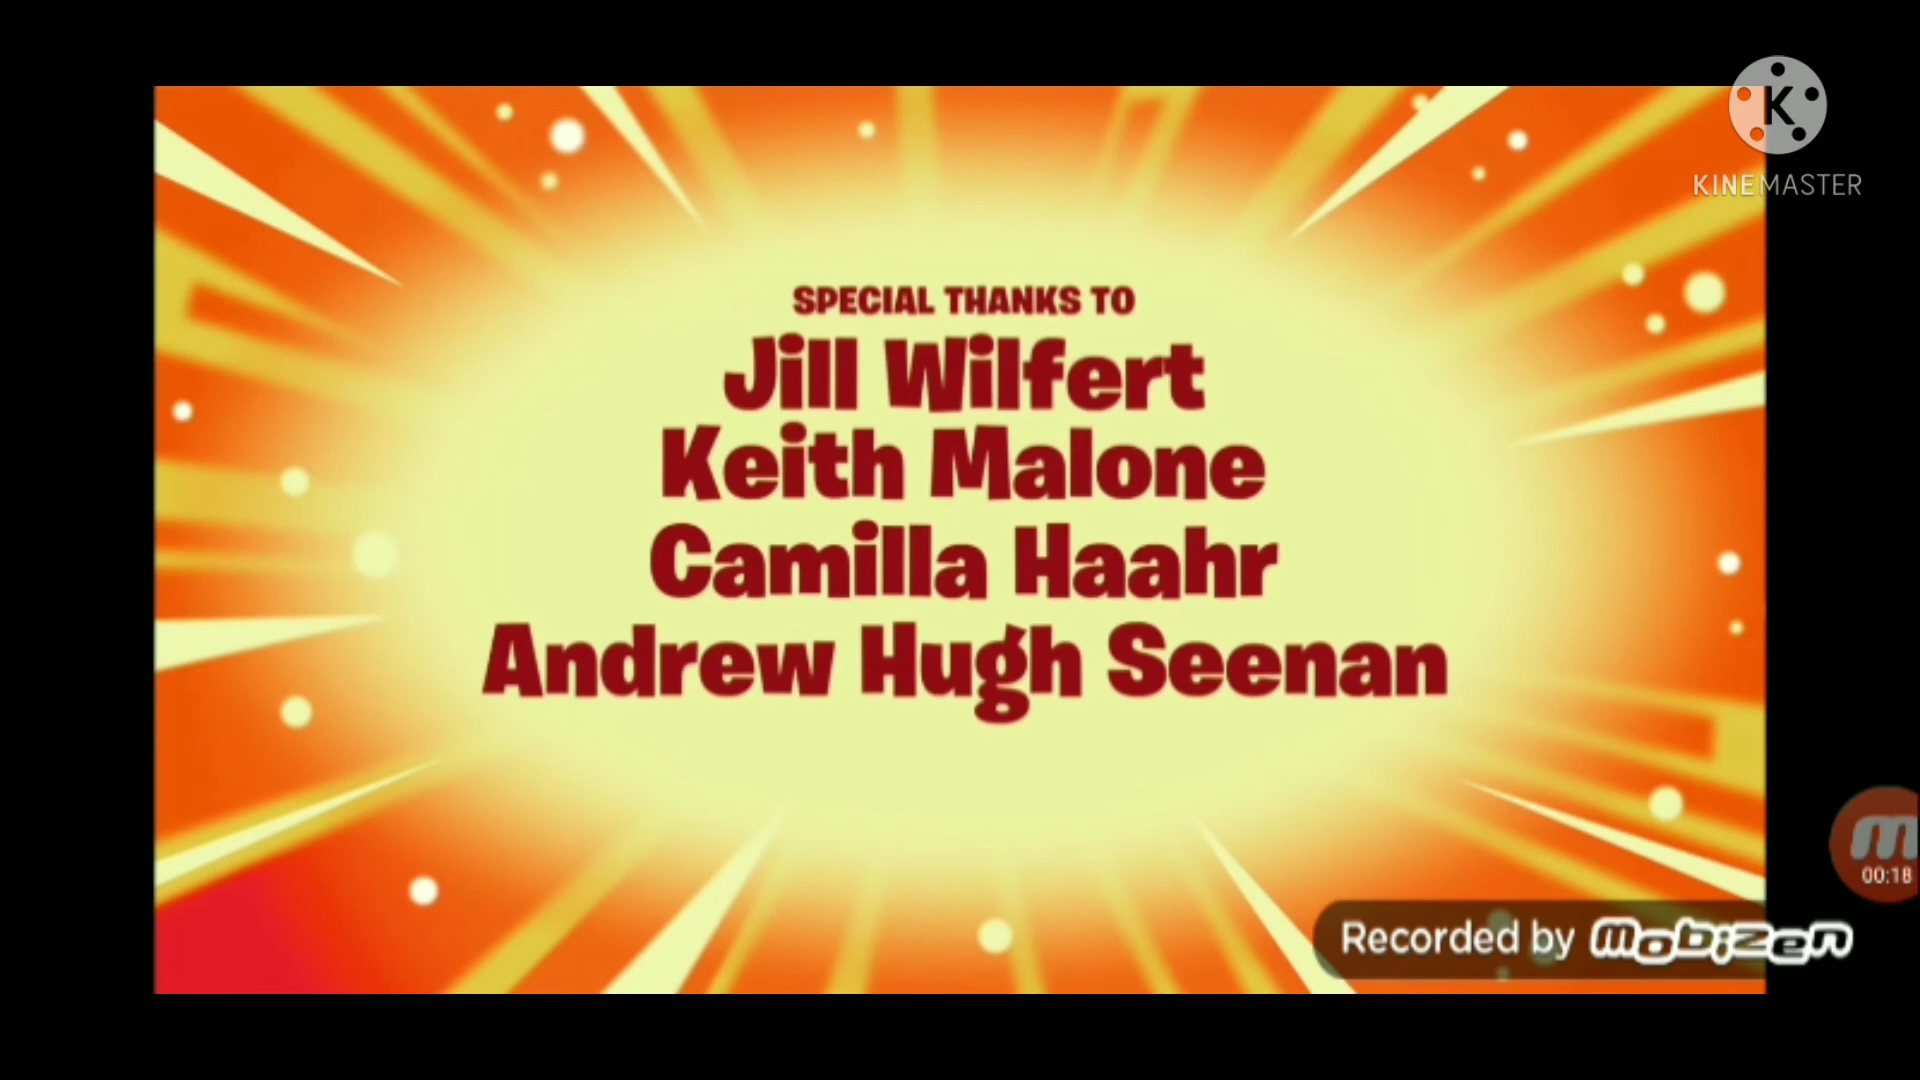 K
KINEMASTER
SPECIAL THANKS TO
Jill Wilfert
Keith Malone
Camilla Haahr
Andrew Hugh Seenan
m
00:18
Recorded by mobizen